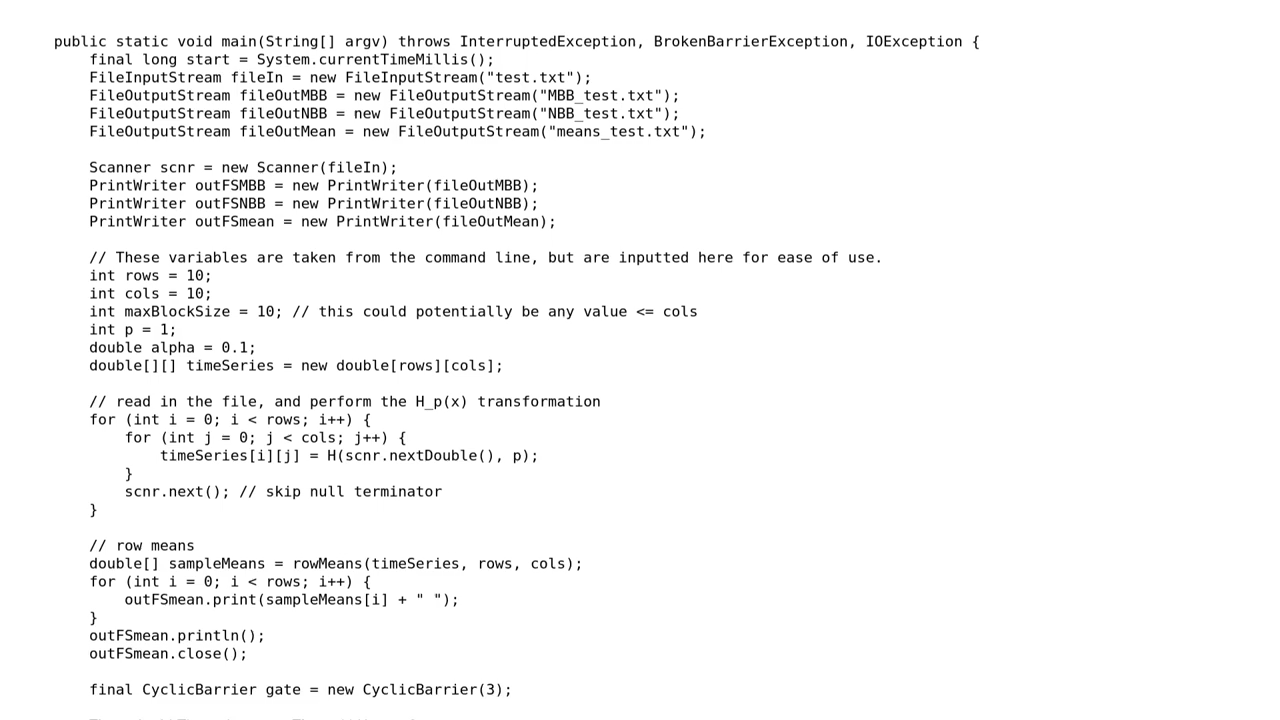 public static void main(String[] argv) throws InterruptedException, BrokenBarrierException, IOException {
    final long start = System.currentTimeMillis();
    FileInputStream fileIn = new FileInputStream("test.txt");
    FileOutputStream fileOutMBB = new FileOutputStream("MBB_test.txt");
    FileOutputStream fileOutNBB = new FileOutputStream("NBB_test.txt");
    FileOutputStream fileOutMean = new FileOutputStream("means_test.txt");

    Scanner scnr = new Scanner(fileIn);
    PrintWriter outFSMBB = new PrintWriter(fileOutMBB);
    PrintWriter outFSNBB = new PrintWriter(fileOutNBB);
    PrintWriter outFSmean = new PrintWriter(fileOutMean);

    // These variables are taken from the command line, but are inputted here for ease of use.
    int rows = 10;
    int cols = 10;
    int maxBlockSize = 10; // this could potentially be any value <= cols
    int p = 1;
    double alpha = 0.1;
    double[][] timeSeries = new double[rows][cols];

    // read in the file, and perform the H_p(x) transformation
    for (int i = 0; i < rows; i++) {
        for (int j = 0; j < cols; j++) {
            timeSeries[i][j] = H(scnr.nextDouble(), p);
        }
        scnr.next(); // skip null terminator
    }

    // row means
    double[] sampleMeans = rowMeans(timeSeries, rows, cols);
    for (int i = 0; i < rows; i++) {
        outFSmean.print(sampleMeans[i] + " ");
    }
    outFSmean.println();
    outFSmean.close();

    final CyclicBarrier gate = new CyclicBarrier(3);